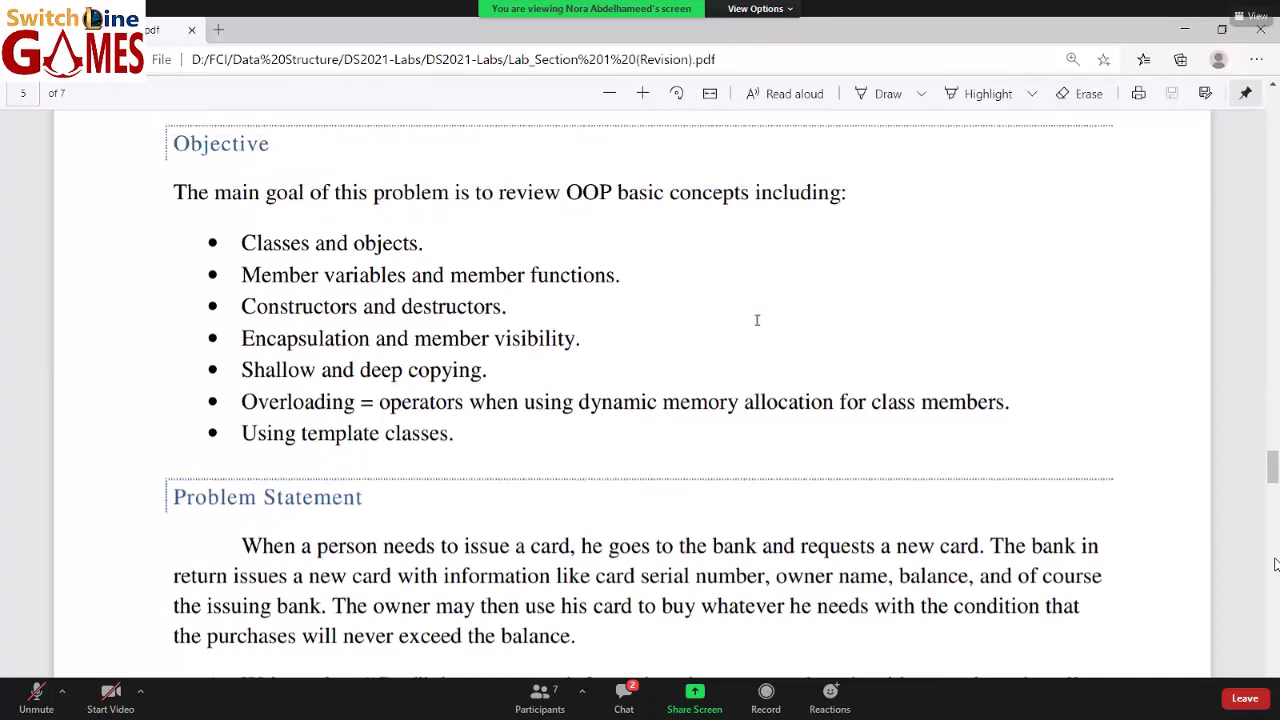 You are viewing Nora Abdelhameed's screen
View Options
View
Switch Line
GAMES
pdf
File
D:/FCI/Data%20Structure/DS2021-Labs/DS2021-Labs/Lab_Section%201%20(Revision).pdf
5 of 7
Read aloud
Draw
Highlight
Erase
Objective
The main goal of this problem is to review OOP basic concepts including:
• Classes and objects.
• Member variables and member functions.
• Constructors and destructors.
• Encapsulation and member visibility.
• Shallow and deep copying.
• Overloading = operators when using dynamic memory allocation for class members.
• Using template classes.
Problem Statement
When a person needs to issue a card, he goes to the bank and requests a new card. The bank in
return issues a new card with information like card serial number, owner name, balance, and of course
the issuing bank. The owner may then use his card to buy whatever he needs with the condition that
the purchases will never exceed the balance.
Unmute
Start Video
7
Participants
2
Chat
Share Screen
Record
Reactions
Leave